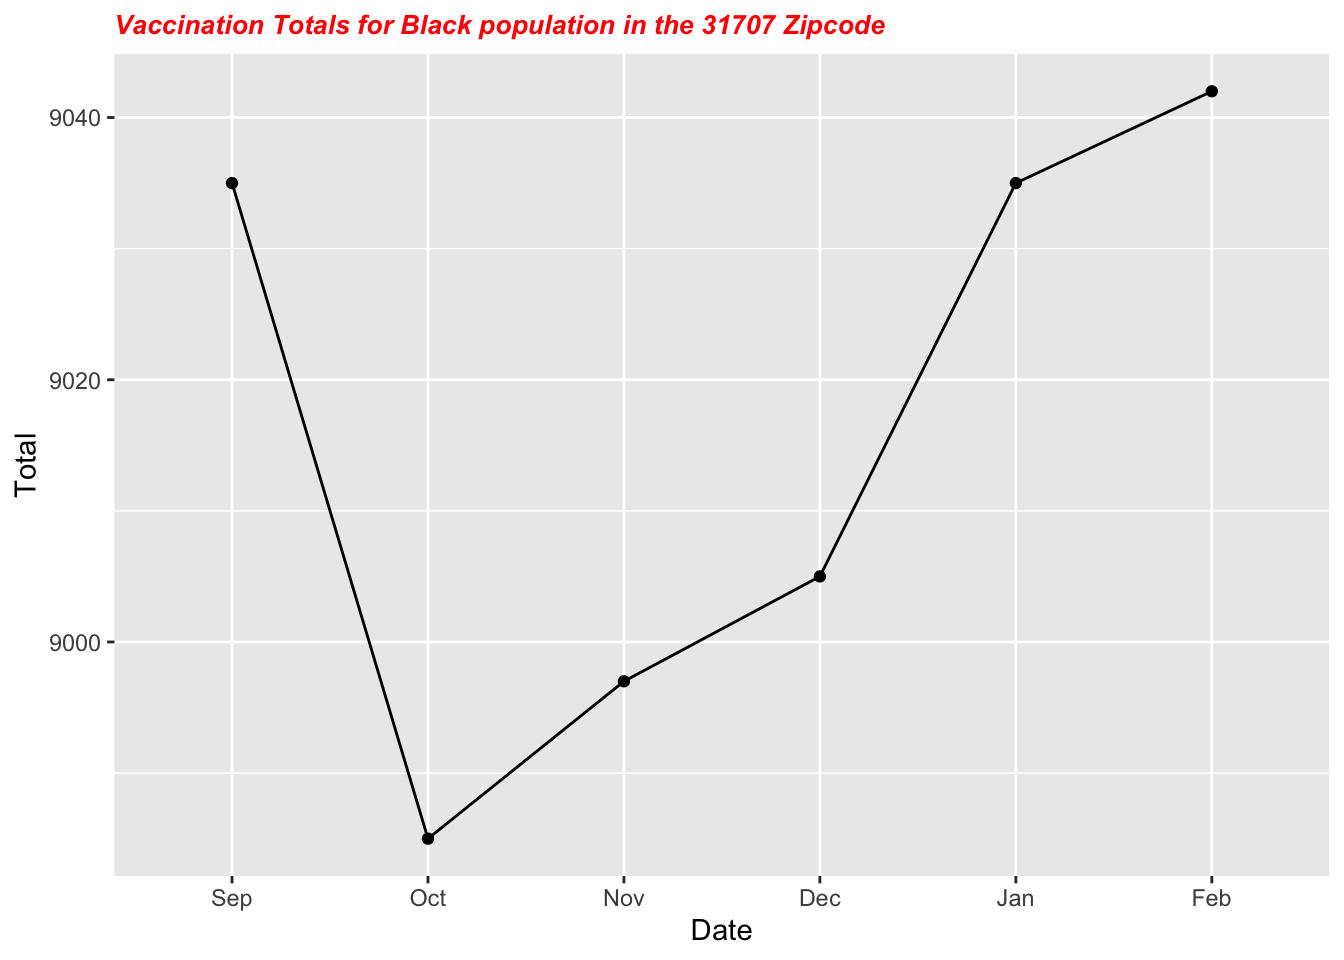 Vaccination Totals for Black population in the 31707 Zipcode
9040
9020
9000
Total
Sep Oct Nov Dec Jan Feb
Date